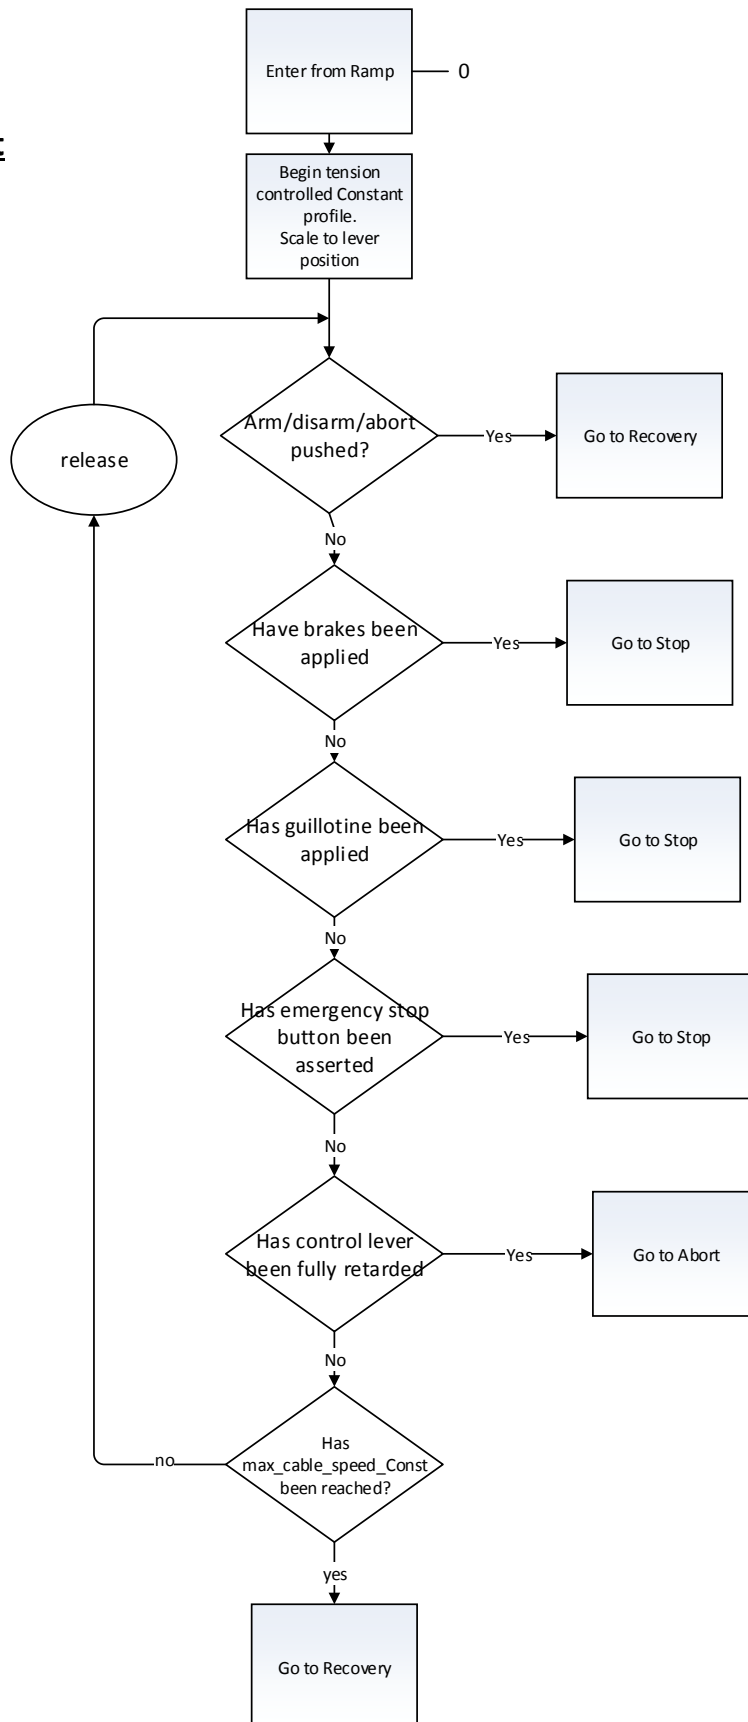 Enter from Ramp
0
Begin tension
controlled Constant
profile.
Scale to lever
position
Arm/disarm/abort
pushed?
Yes
Go to Recovery
release
No
Have brakes been
applied
Yes
Go to Stop
No
Has guillotine been
applied
Yes
Go to Stop
No
Has emergency stop
button been
asserted
Yes
Go to Stop
No
Has control lever
been fully retarded
Yes
Go to Abort
No
Has
max_cable_speed_Const
been reached?
no
yes
Go to Recovery